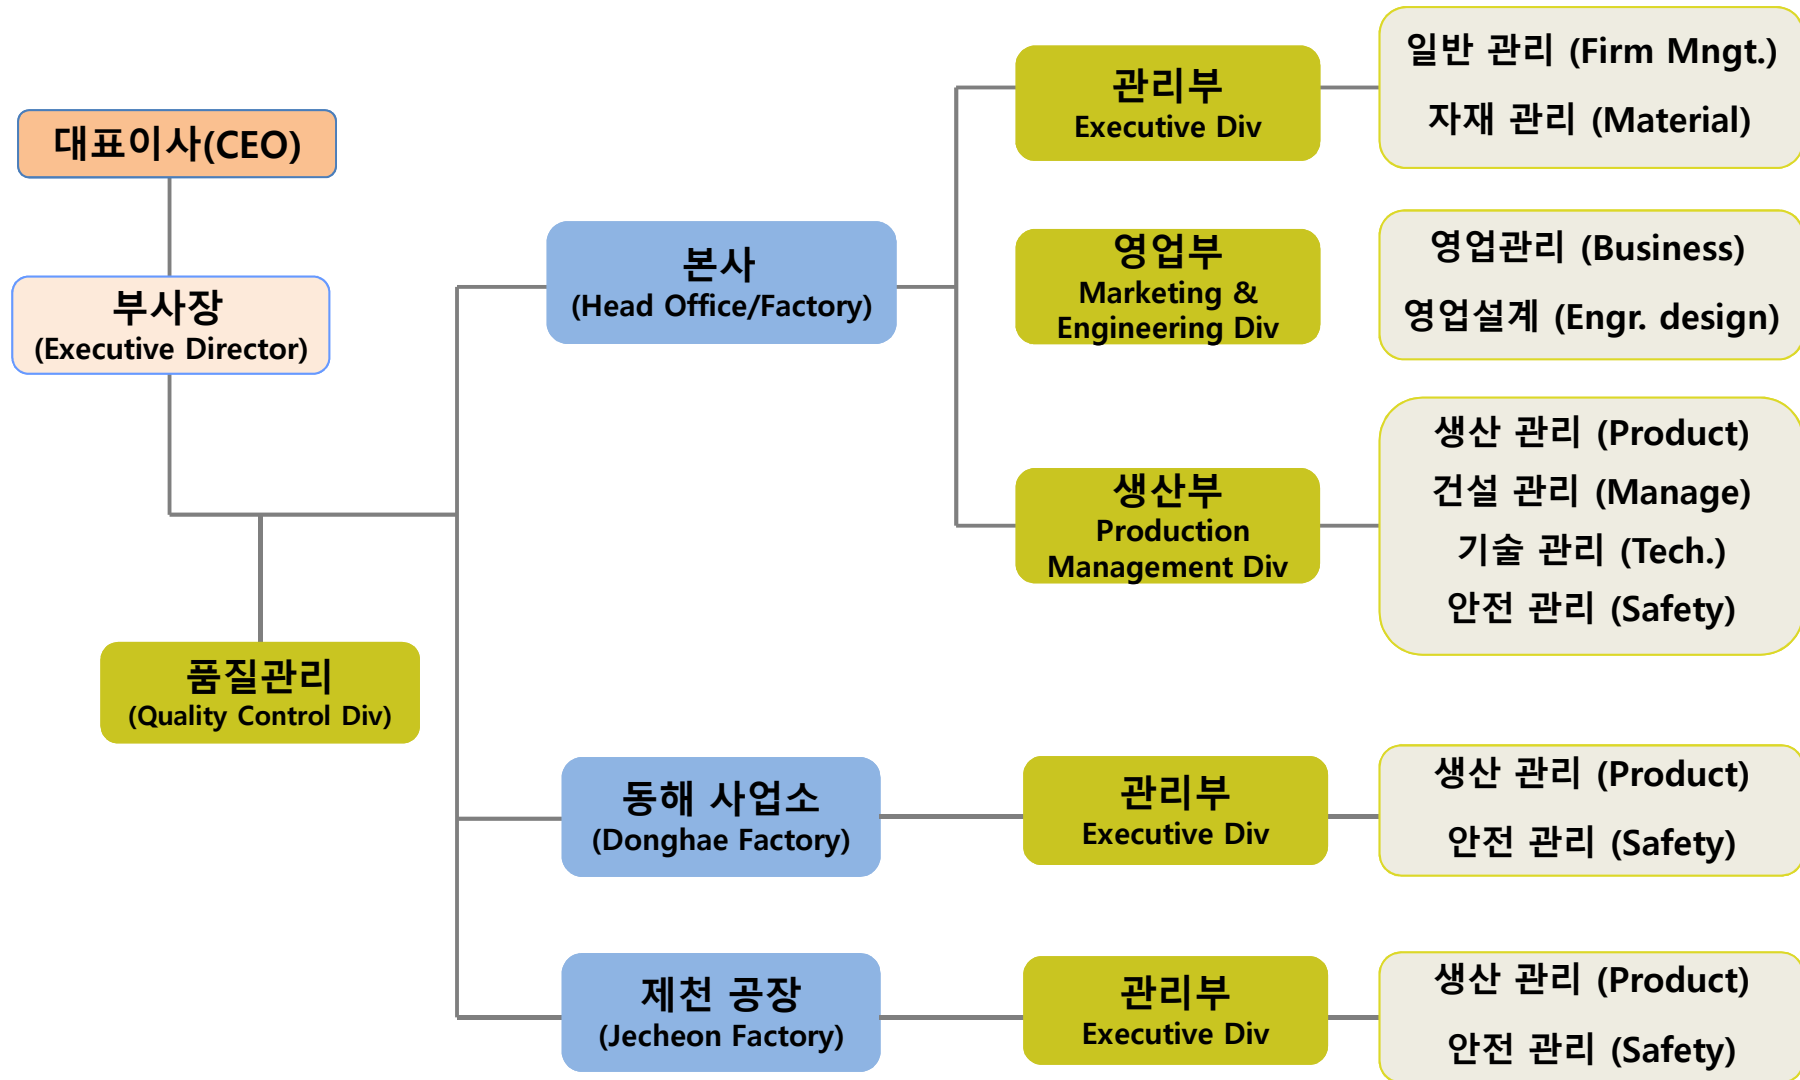 대표이사(CEO)
부사장
(Executive Director)
품질관리
(Quality Control Div)
본사
(Head Office/Factory)
관리부
Executive Div
일반 관리 (Firm Mngt.)
자재 관리 (Material)
영업부
Marketing &
Engineering Div
영업관리 (Business)
영업설계 (Engr. design)
생산부
Production
Management Div
생산 관리 (Product)
건설 관리 (Manage)
기술 관리 (Tech.)
안전 관리 (Safety)
동해 사업소
(Donghae Factory)
관리부
Executive Div
생산 관리 (Product)
안전 관리 (Safety)
제천 공장
(Jecheon Factory)
관리부
Executive Div
생산 관리 (Product)
안전 관리 (Safety)